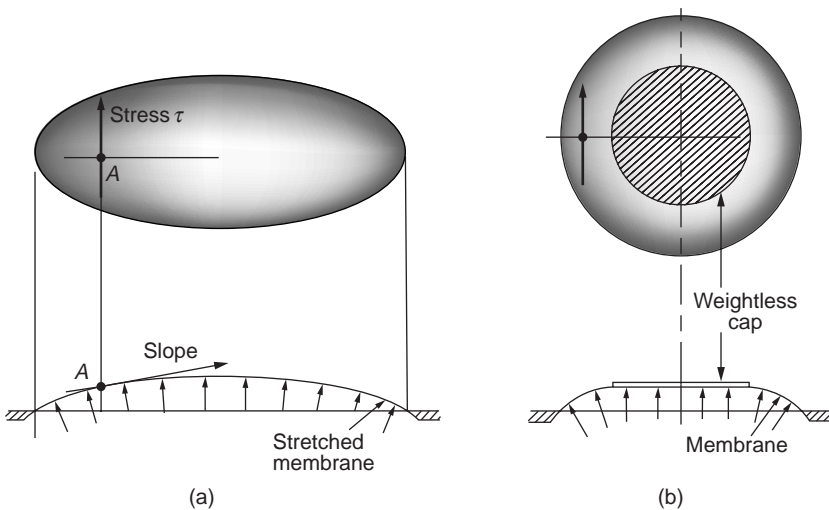 Stress τ
A
A
Slope
Stretched
membrane
(a)
Weightless
cap
Membrane
(b)